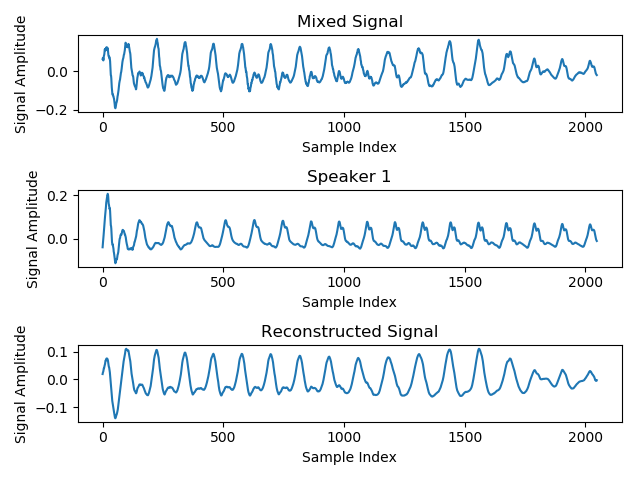 Mixed Signal
Signal Amplitude
0.0
−0.2
0
500
1000
1500
2000
Sample Index
Speaker 1
Signal Amplitude
0.2
0.0
0
500
1000
1500
2000
Sample Index
Reconstructed Signal
Signal Amplitude
0.1
0.0
−0.1
0
500
1000
1500
2000
Sample Index